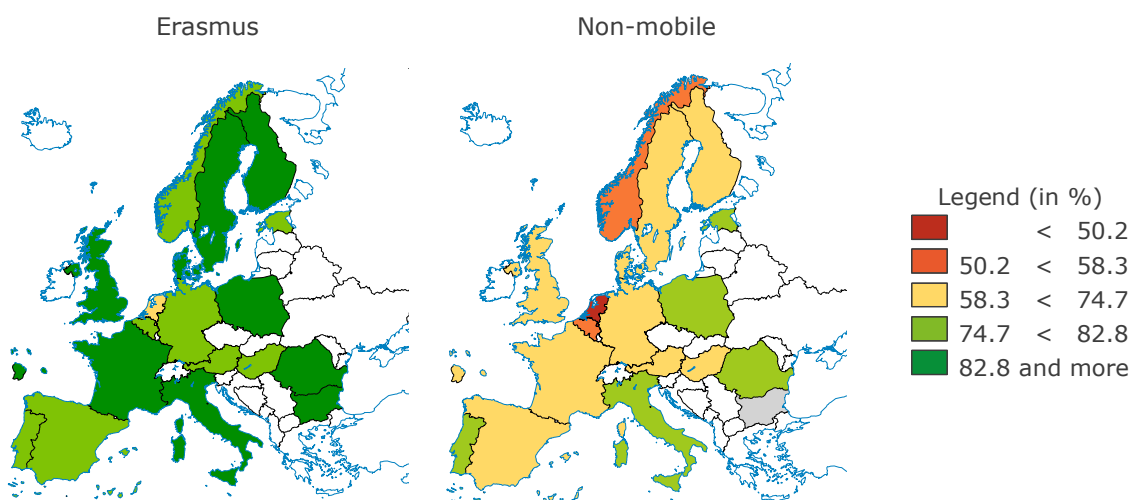 Erasmus
Non-mobile
Legend (in %)
< 50.2
50.2 < 58.3
58.3 < 74.7
74.7 < 82.8
82.8 and more